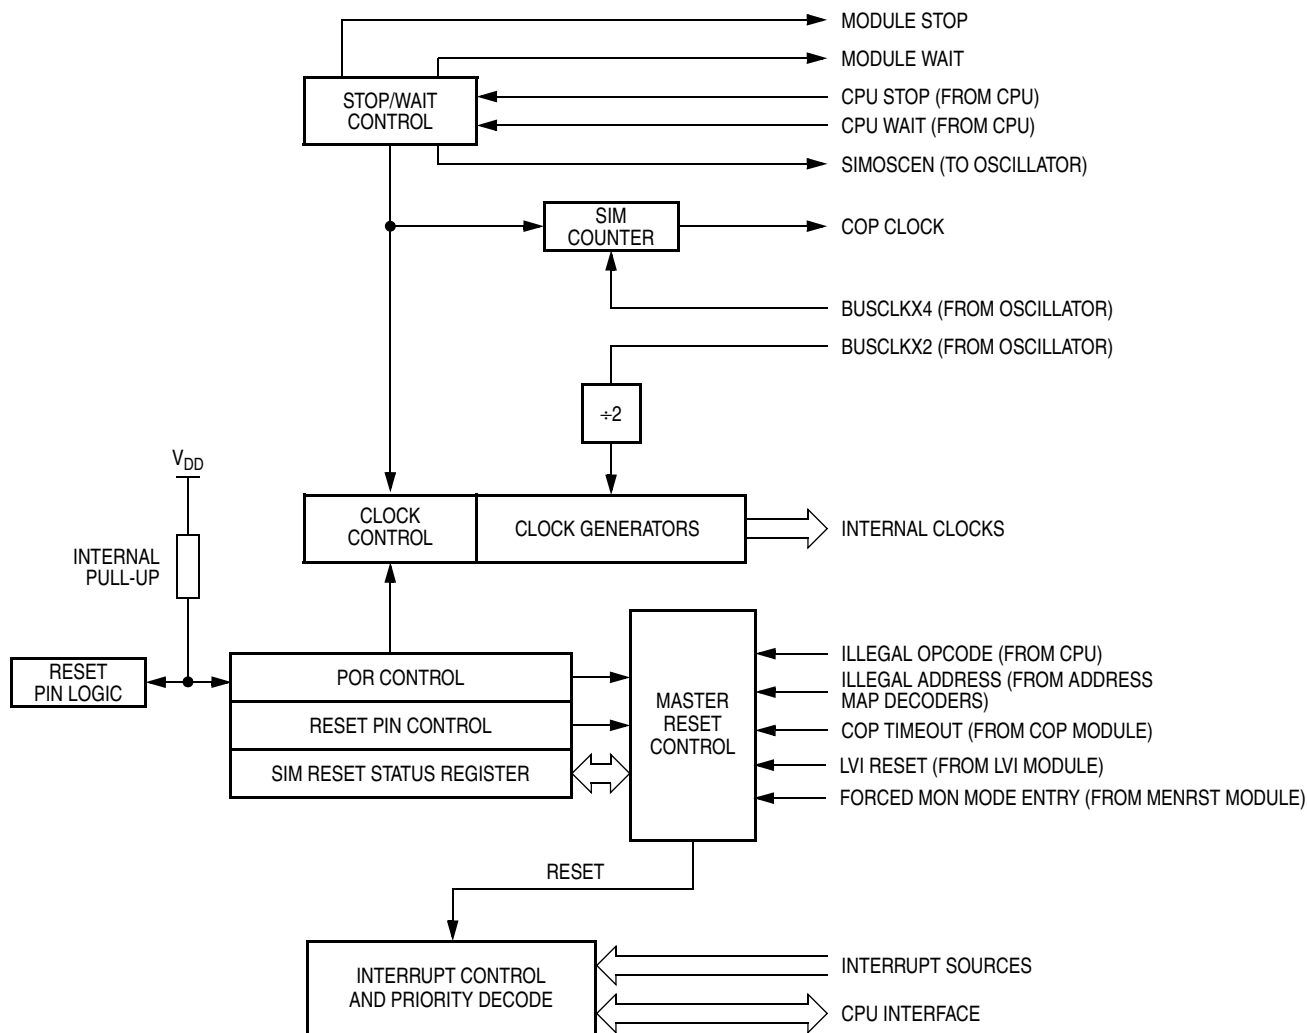 MODULE STOP
MODULE WAIT
STOP/WAIT
CONTROL
CPU STOP (FROM CPU)
CPU WAIT (FROM CPU)
SIMOSCEN (TO OSCILLATOR)
SIM
COUNTER
COP CLOCK
BUSCLKX4 (FROM OSCILLATOR)
BUSCLKX2 (FROM OSCILLATOR)
÷2
VDD
CLOCK
CONTROL
CLOCK GENERATORS
INTERNAL CLOCKS
INTERNAL
PULL-UP
RESET
PIN LOGIC
POR CONTROL
RESET PIN CONTROL
SIM RESET STATUS REGISTER
MASTER
RESET
CONTROL
ILLEGAL OPCODE (FROM CPU)
ILLEGAL ADDRESS (FROM ADDRESS
MAP DECODERS)
COP TIMEOUT (FROM COP MODULE)
LVI RESET (FROM LVI MODULE)
FORCED MON MODE ENTRY (FROM MENRST MODULE)
RESET
INTERRUPT CONTROL
AND PRIORITY DECODE
INTERRUPT SOURCES
CPU INTERFACE